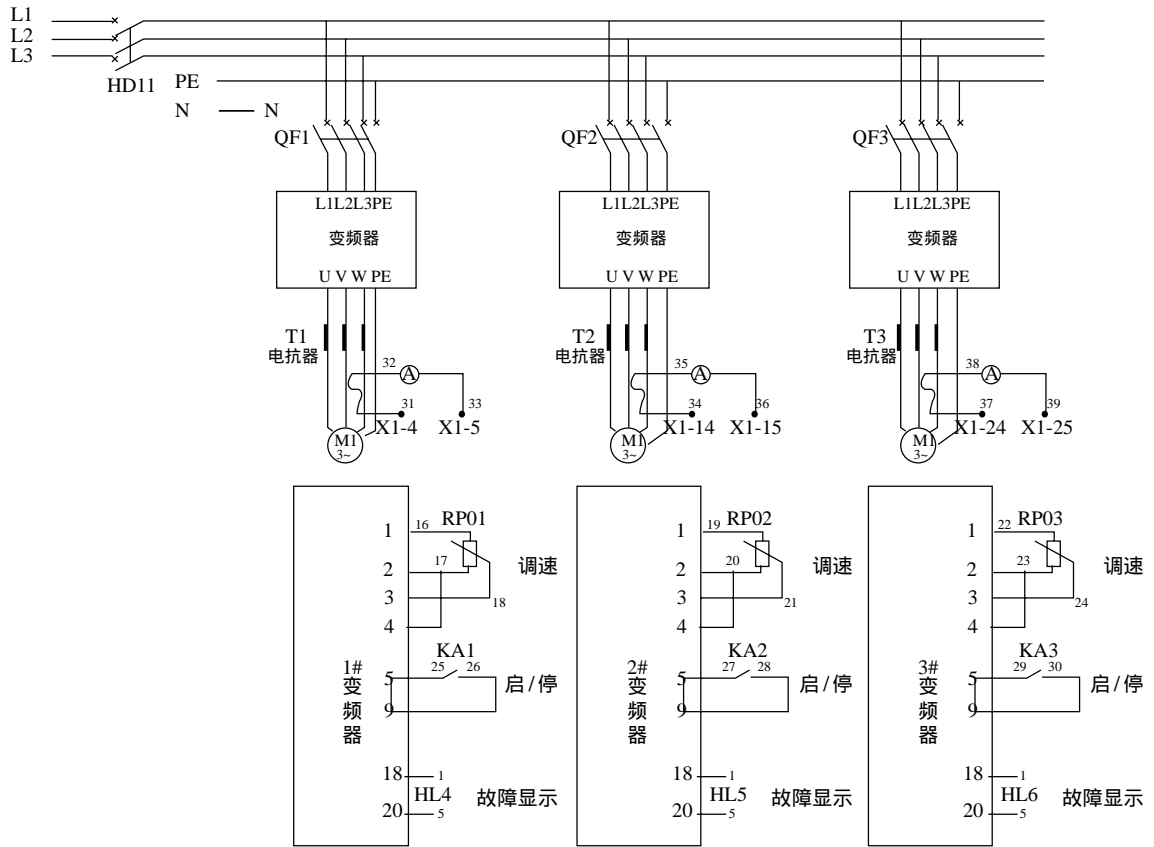 L1
L2
L3
HD11 PE
N N
QF1 QF2 QF3
L1L2L3PE L1L2L3PE L1L2L3PE
变频器 变频器 变频器
U V W PE U V W PE U V W PE
T1 T2 T3
电抗器 电抗器 电抗器
32 A 35 A 38 A
31 33 34 36 37 39
X1-4 X1-5 X1-14 X1-15 X1-24 X1-25
M1 M1 M1
3~ 3~ 3~
1 16 RP01 1 19 RP02 1 22 RP03
2 17 调速 2 20 调速 2 23 调速
3 18 3 21 3 24
4 4 4
KA1 KA2 KA3
1# 5 25 26 启/停 2# 5 27 28 启/停 3# 5 29 30 启/停
变 变 变
频 9 频 9 频 9
器 器 器
18 1 18 1 18 1
HL4 故障显示 HL5 故障显示 HL6 故障显示
20 5 20 5 20 5